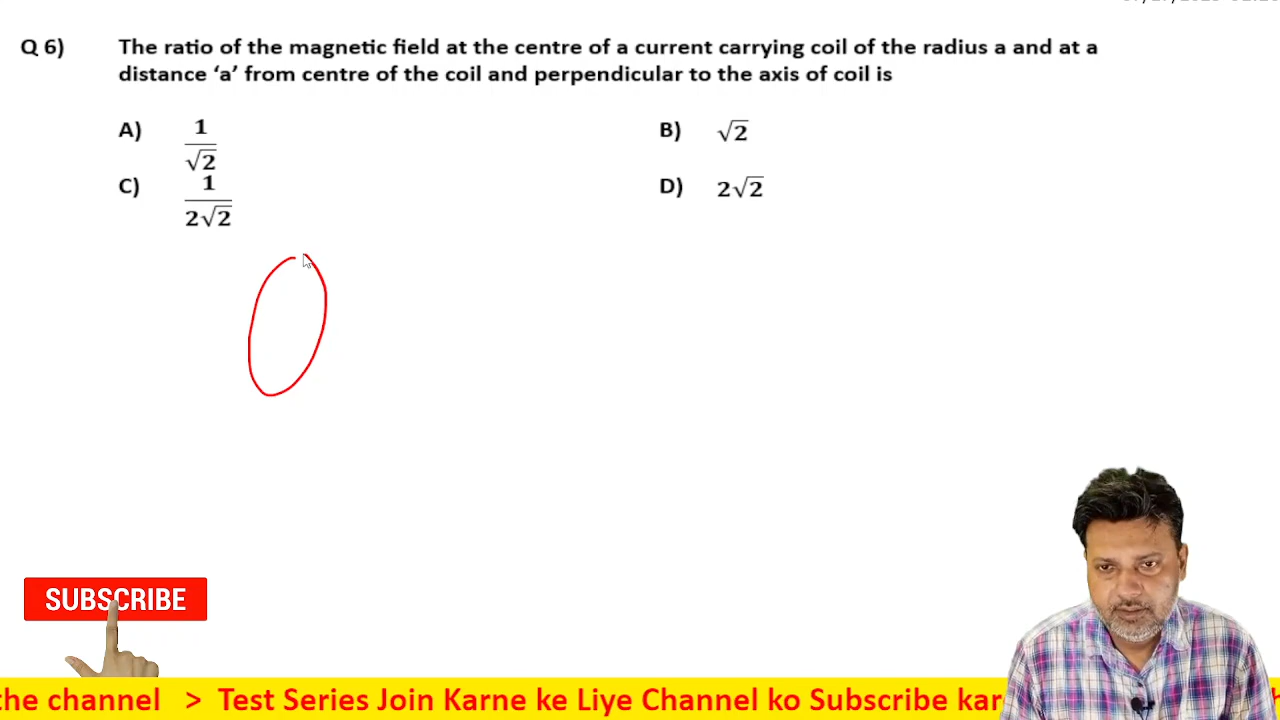 Q 6) The ratio of the magnetic field at the centre of a current carrying coil of the radius a and at a
distance ‘a’ from centre of the coil and perpendicular to the axis of coil is
A) 1/√2 B) √2
C) 1/2√2 D) 2√2
SUBSCRIBE
the channel > Test Series Join Karne ke Liye Channel ko Subscribe kar